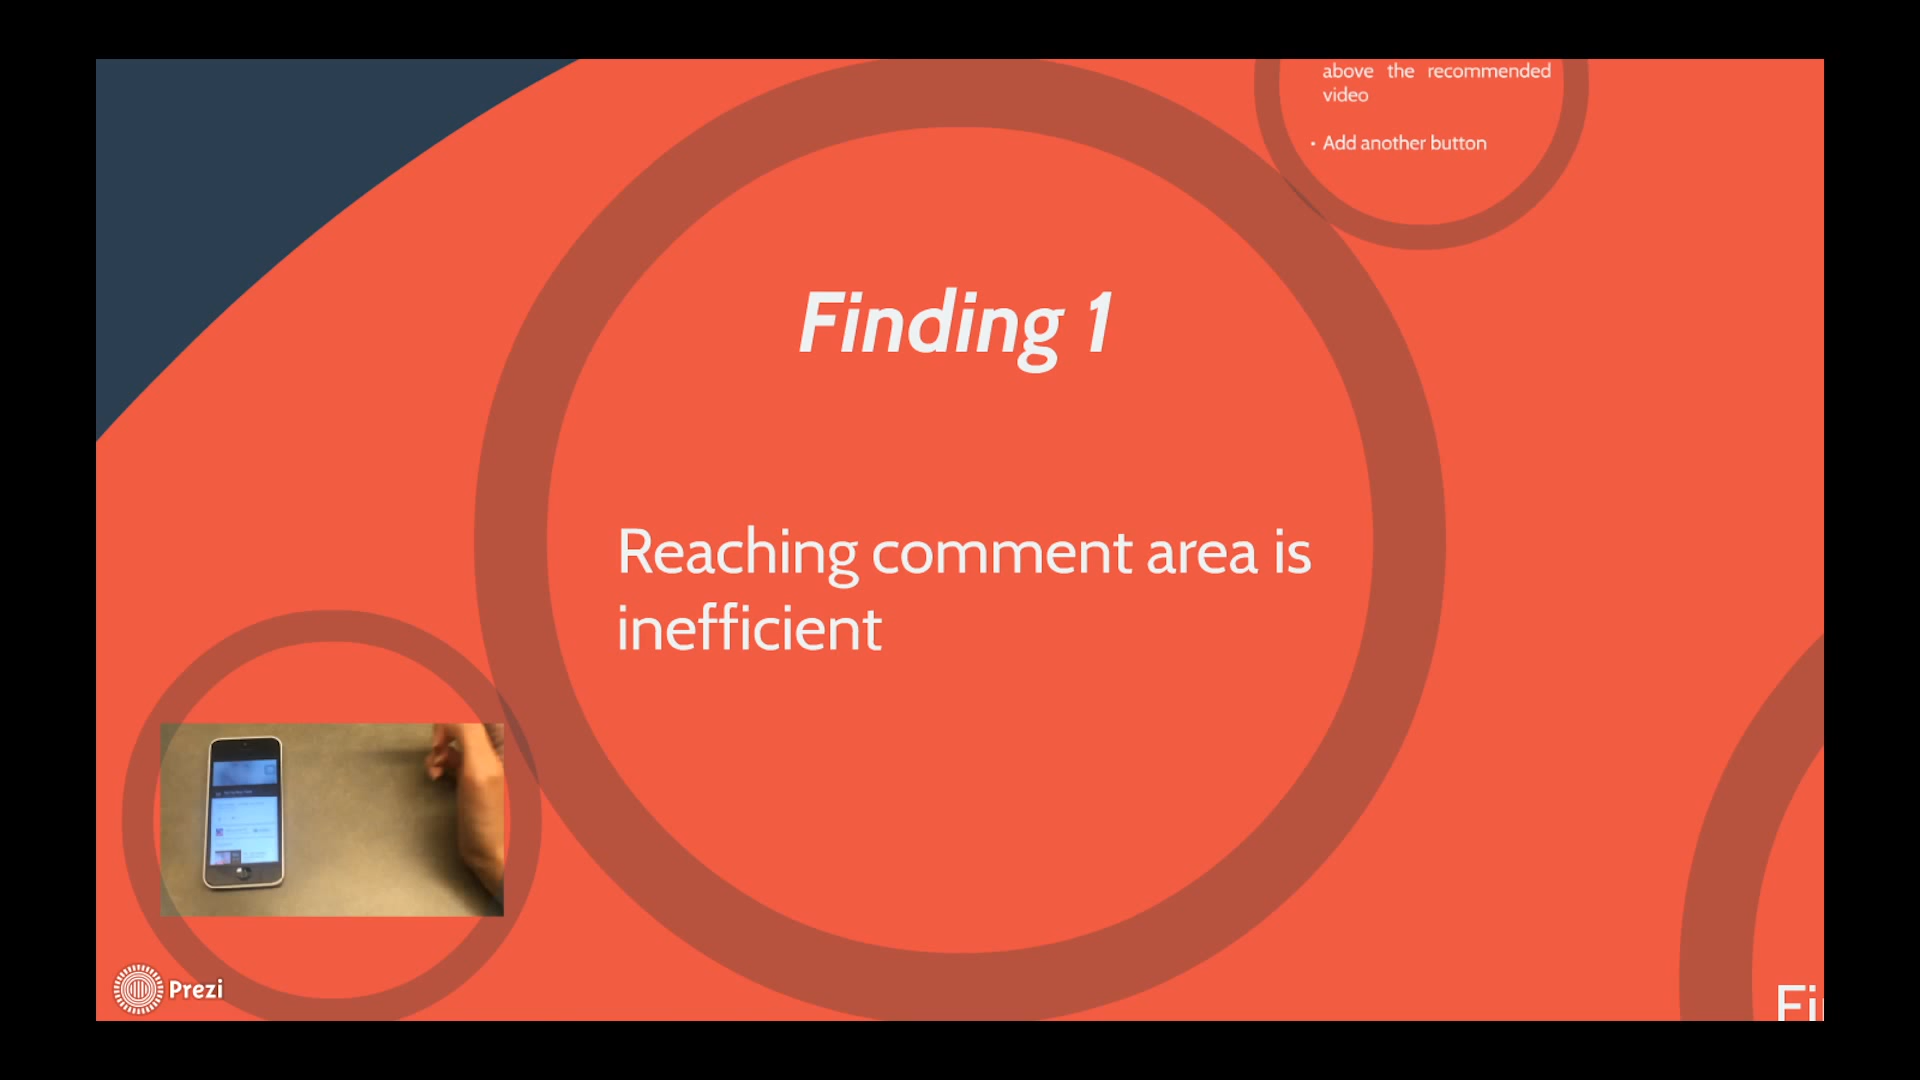 above the recommended
video
• Add another button
Finding 1
Reaching comment area is
inefficient
Prezi
Fi